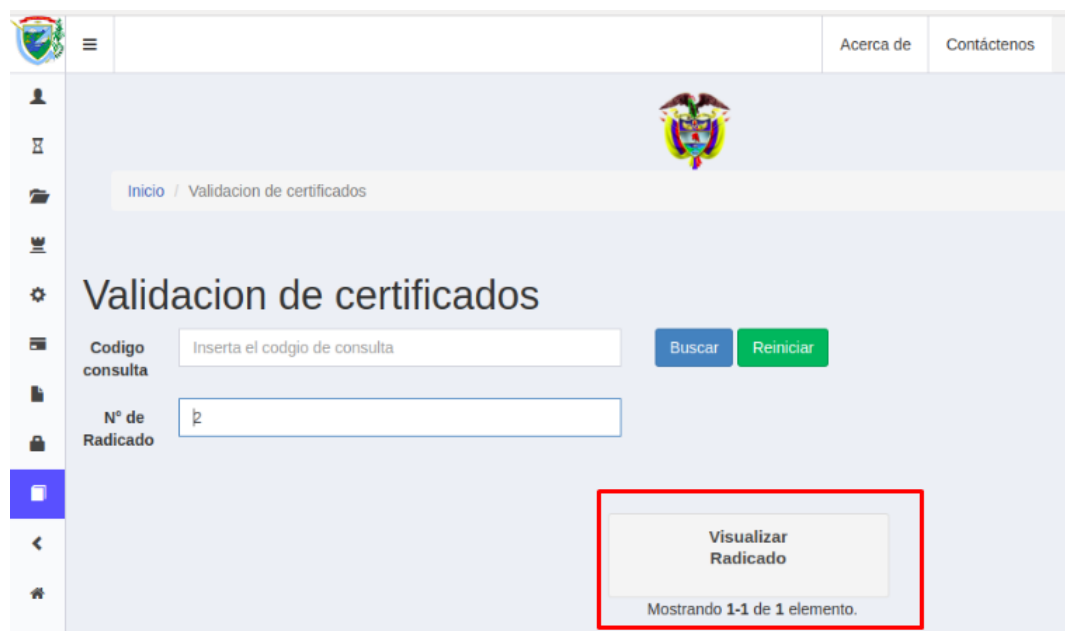 Acerca de
Contáctenos
Inicio / Validacion de certificados
Validacion de certificados
Codigo
consulta
Inserta el codgio de consulta
Buscar
Reiniciar
N° de
Radicado
2
Visualizar
Radicado
Mostrando 1-1 de 1 elemento.